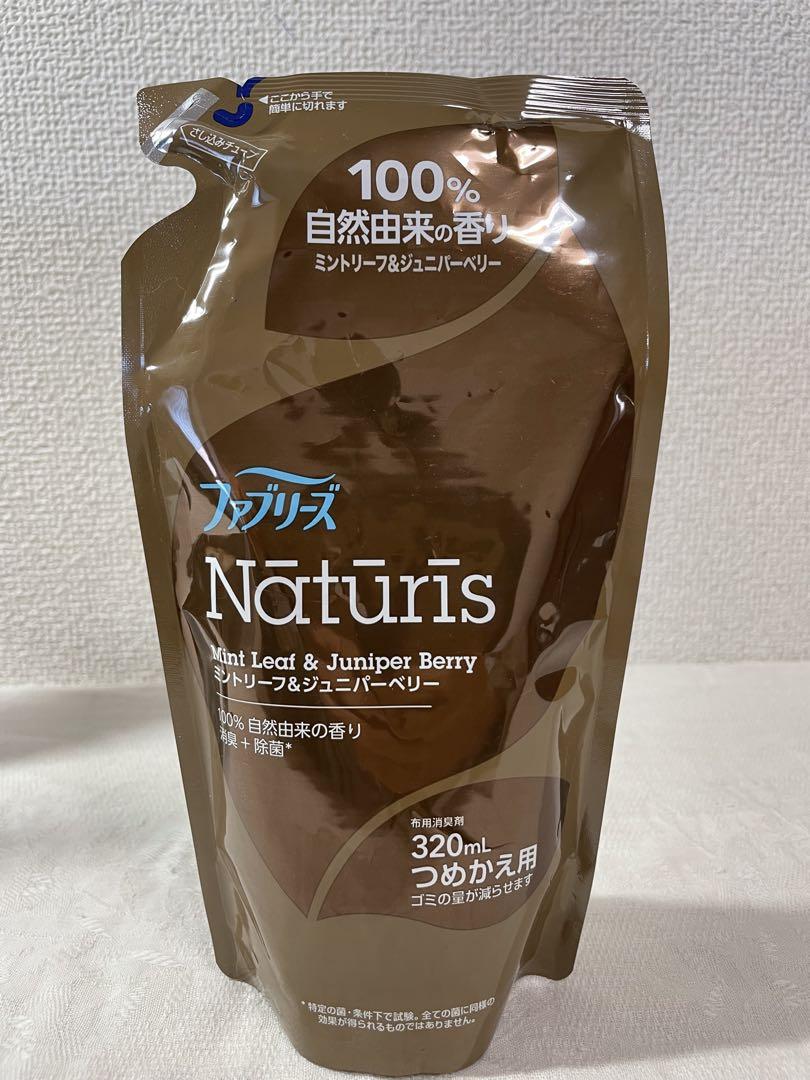 ◀ここから手で
簡単に切れます
さし込みチューブ
100%
自然由来の香り
ミントリーフ&ジュニパーベリー
ファブリーズ
Nātūrīs
Mint Leaf & Juniper Berry
ミントリーフ&ジュニパーベリー
100% 自然由来の香り
消臭+除菌*
布用消臭剤
320mL
つめかえ用
ゴミの量が減らせます
*特定の菌・条件下で試験。全ての菌に同様の
効果が得られるものではありません。